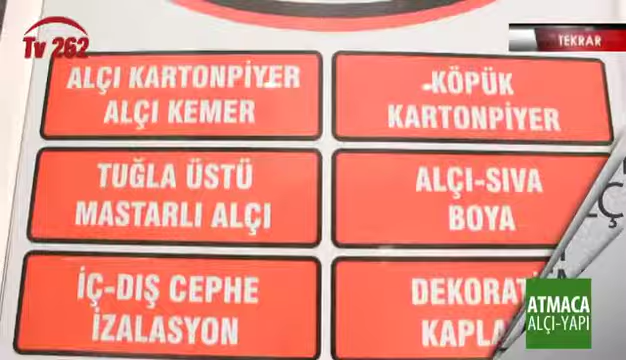 Tv 262
TEKRAR
ALÇI KARTONPİYER
ALÇI KEMER
KÖPÜK
KARTONPİYER
TUĞLA ÜSTÜ
MASTARLI ALÇI
ALÇI-SIVA
BOYA
İÇ-DIŞ CEPHE
İZALASYON
ATMACA
ALÇI-YAPI